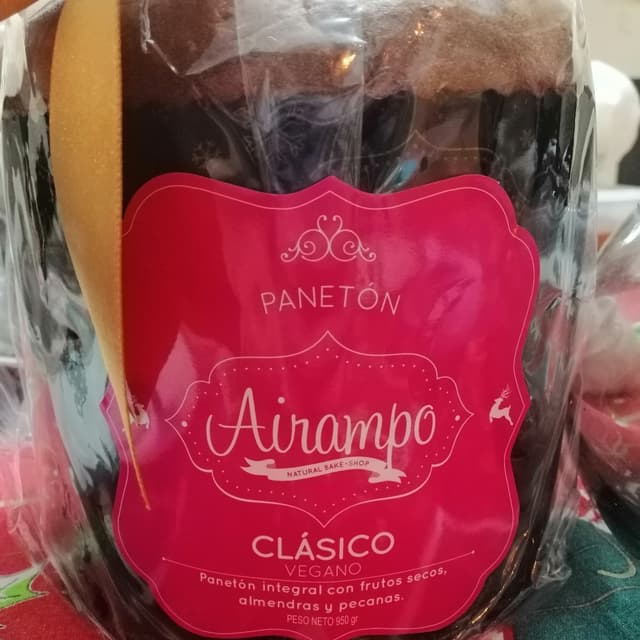 PANETÓN
Airampo
NATURAL BAKE-SHOP
CLÁSICO
VEGANO
Panetón integral con frutos secos,
almendras y pecanas.
PESO NETO 950 gr